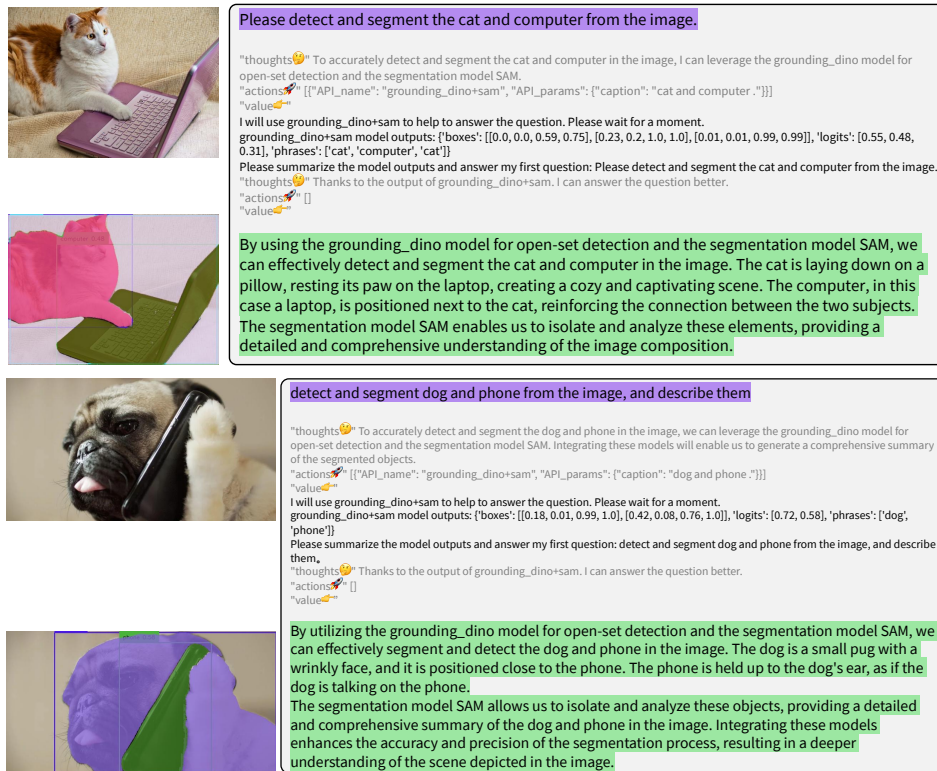 Please detect and segment the cat and computer from the image.
"thoughts🤔" To accurately detect and segment the cat and computer in the image, I can leverage the grounding_dino model for
open-set detection and the segmentation model SAM.
"actions🚀" [{"API_name": "grounding_dino+sam", "API_params": {"caption": "cat and computer ."}}]
"value👉"
I will use grounding_dino+sam to help to answer the question. Please wait for a moment.
grounding_dino+sam model outputs: {'boxes': [[0.0, 0.0, 0.59, 0.75], [0.23, 0.2, 1.0, 1.0], [0.01, 0.01, 0.99, 0.99]], 'logits': [0.55, 0.48,
0.31], 'phrases': ['cat', 'computer', 'cat']}
Please summarize the model outputs and answer my first question: Please detect and segment the cat and computer from the image.
"thoughts🤔" Thanks to the output of grounding_dino+sam. I can answer the question better.
"actions🚀" []
"value👉"
By using the grounding_dino model for open-set detection and the segmentation model SAM, we
can effectively detect and segment the cat and computer in the image. The cat is laying down on a
pillow, resting its paw on the laptop, creating a cozy and captivating scene. The computer, in this
case a laptop, is positioned next to the cat, reinforcing the connection between the two subjects.
The segmentation model SAM enables us to isolate and analyze these elements, providing a
detailed and comprehensive understanding of the image composition.
detect and segment dog and phone from the image, and describe them
"thoughts🤔" To accurately detect and segment the dog and phone in the image, we can leverage the grounding_dino model for
open-set detection and the segmentation model SAM. Integrating these models will enable us to generate a comprehensive summary
of the segmented objects.
"actions🚀" [{"API_name": "grounding_dino+sam", "API_params": {"caption": "dog and phone ."}}]
"value👉"
I will use grounding_dino+sam to help to answer the question. Please wait for a moment.
grounding_dino+sam model outputs: {'boxes': [[0.18, 0.01, 0.99, 1.0], [0.42, 0.08, 0.76, 1.0]], 'logits': [0.72, 0.58], 'phrases': ['dog',
'phone']}
Please summarize the model outputs and answer my first question: detect and segment dog and phone from the image, and describe
them。
"thoughts🤔" Thanks to the output of grounding_dino+sam. I can answer the question better.
"actions🚀" []
"value👉"
By utilizing the grounding_dino model for open-set detection and the segmentation model SAM, we
can effectively segment and detect the dog and phone in the image. The dog is a small pug with a
wrinkly face, and it is positioned close to the phone. The phone is held up to the dog's ear, as if the
dog is talking on the phone.
The segmentation model SAM allows us to isolate and analyze these objects, providing a detailed
and comprehensive summary of the dog and phone in the image. Integrating these models
enhances the accuracy and precision of the segmentation process, resulting in a deeper
understanding of the scene depicted in the image.